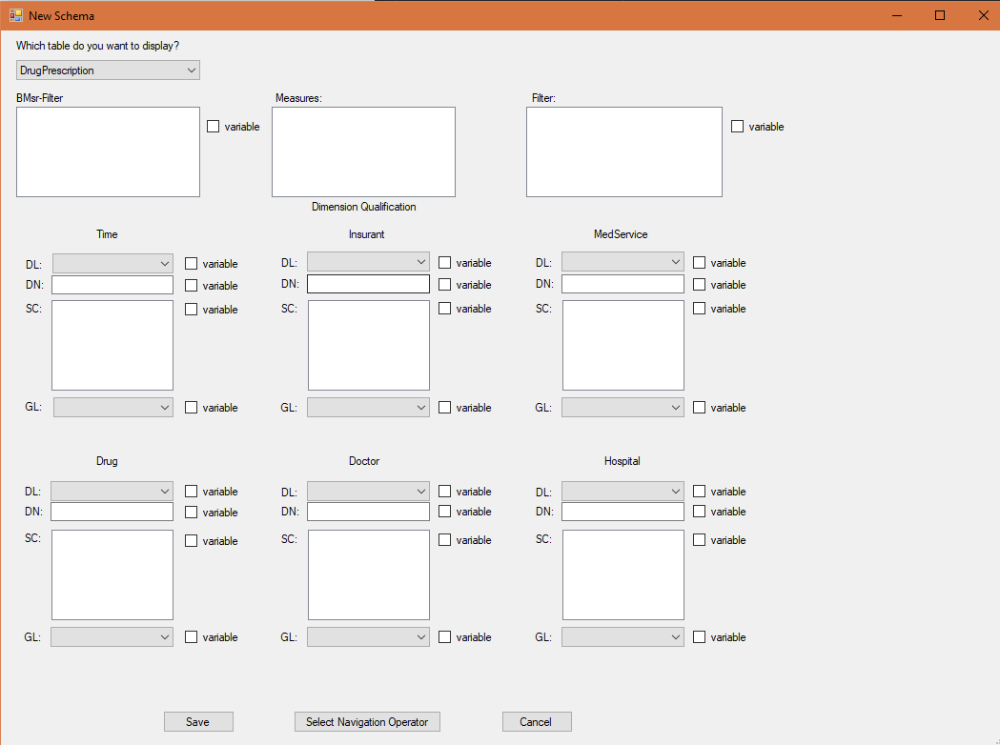 New Schema
Which table do you want to display?
DrugPrescription
BMsr-Filter Measures: Filter:
variable variable
Dimension Qualification
Time Insurant MedService
DL: variable DL: variable DL: variable
DN: variable DN: variable DN: variable
SC: variable SC: variable SC: variable
GL: variable GL: variable GL: variable
Drug Doctor Hospital
DL: variable DL: variable DL: variable
DN: variable DN: variable DN: variable
SC: variable SC: variable SC: variable
GL: variable GL: variable GL: variable
Save Select Navigation Operator Cancel